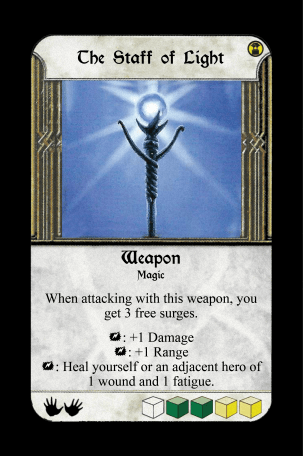 The Staff of Light
Weapon
Magic
When attacking with this weapon, you
get 3 free surges.
: +1 Damage
: +1 Range
: Heal yourself or an adjacent hero of
1 wound and 1 fatigue.